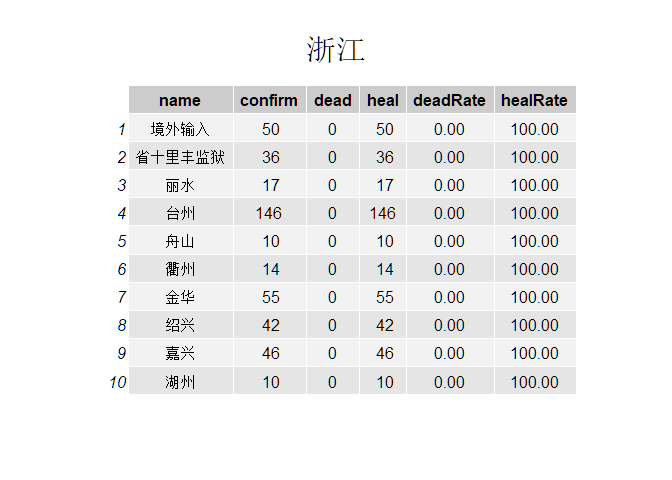 浙江
name confirm dead heal deadRate healRate
1 境外输入 50 0 50 0.00 100.00
2 省十里丰监狱 36 0 36 0.00 100.00
3 丽水 17 0 17 0.00 100.00
4 台州 146 0 146 0.00 100.00
5 舟山 10 0 10 0.00 100.00
6 衢州 14 0 14 0.00 100.00
7 金华 55 0 55 0.00 100.00
8 绍兴 42 0 42 0.00 100.00
9 嘉兴 46 0 46 0.00 100.00
10 湖州 10 0 10 0.00 100.00